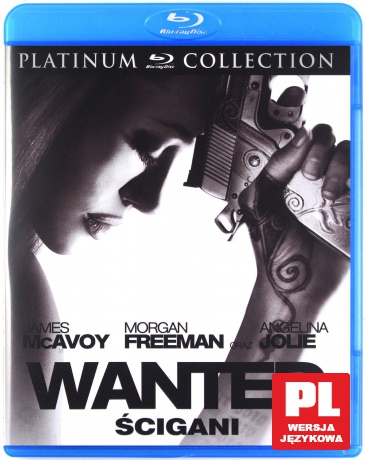 Blu-ray Disc
PLATINUM Blu-ray Disc COLLECTION
JAMES McAVOY
MORGAN FREEMAN
ORAZ
ANGELINA JOLIE
WANTED
ŚCIGANI
PL
WERSJA
JĘZYKOWA